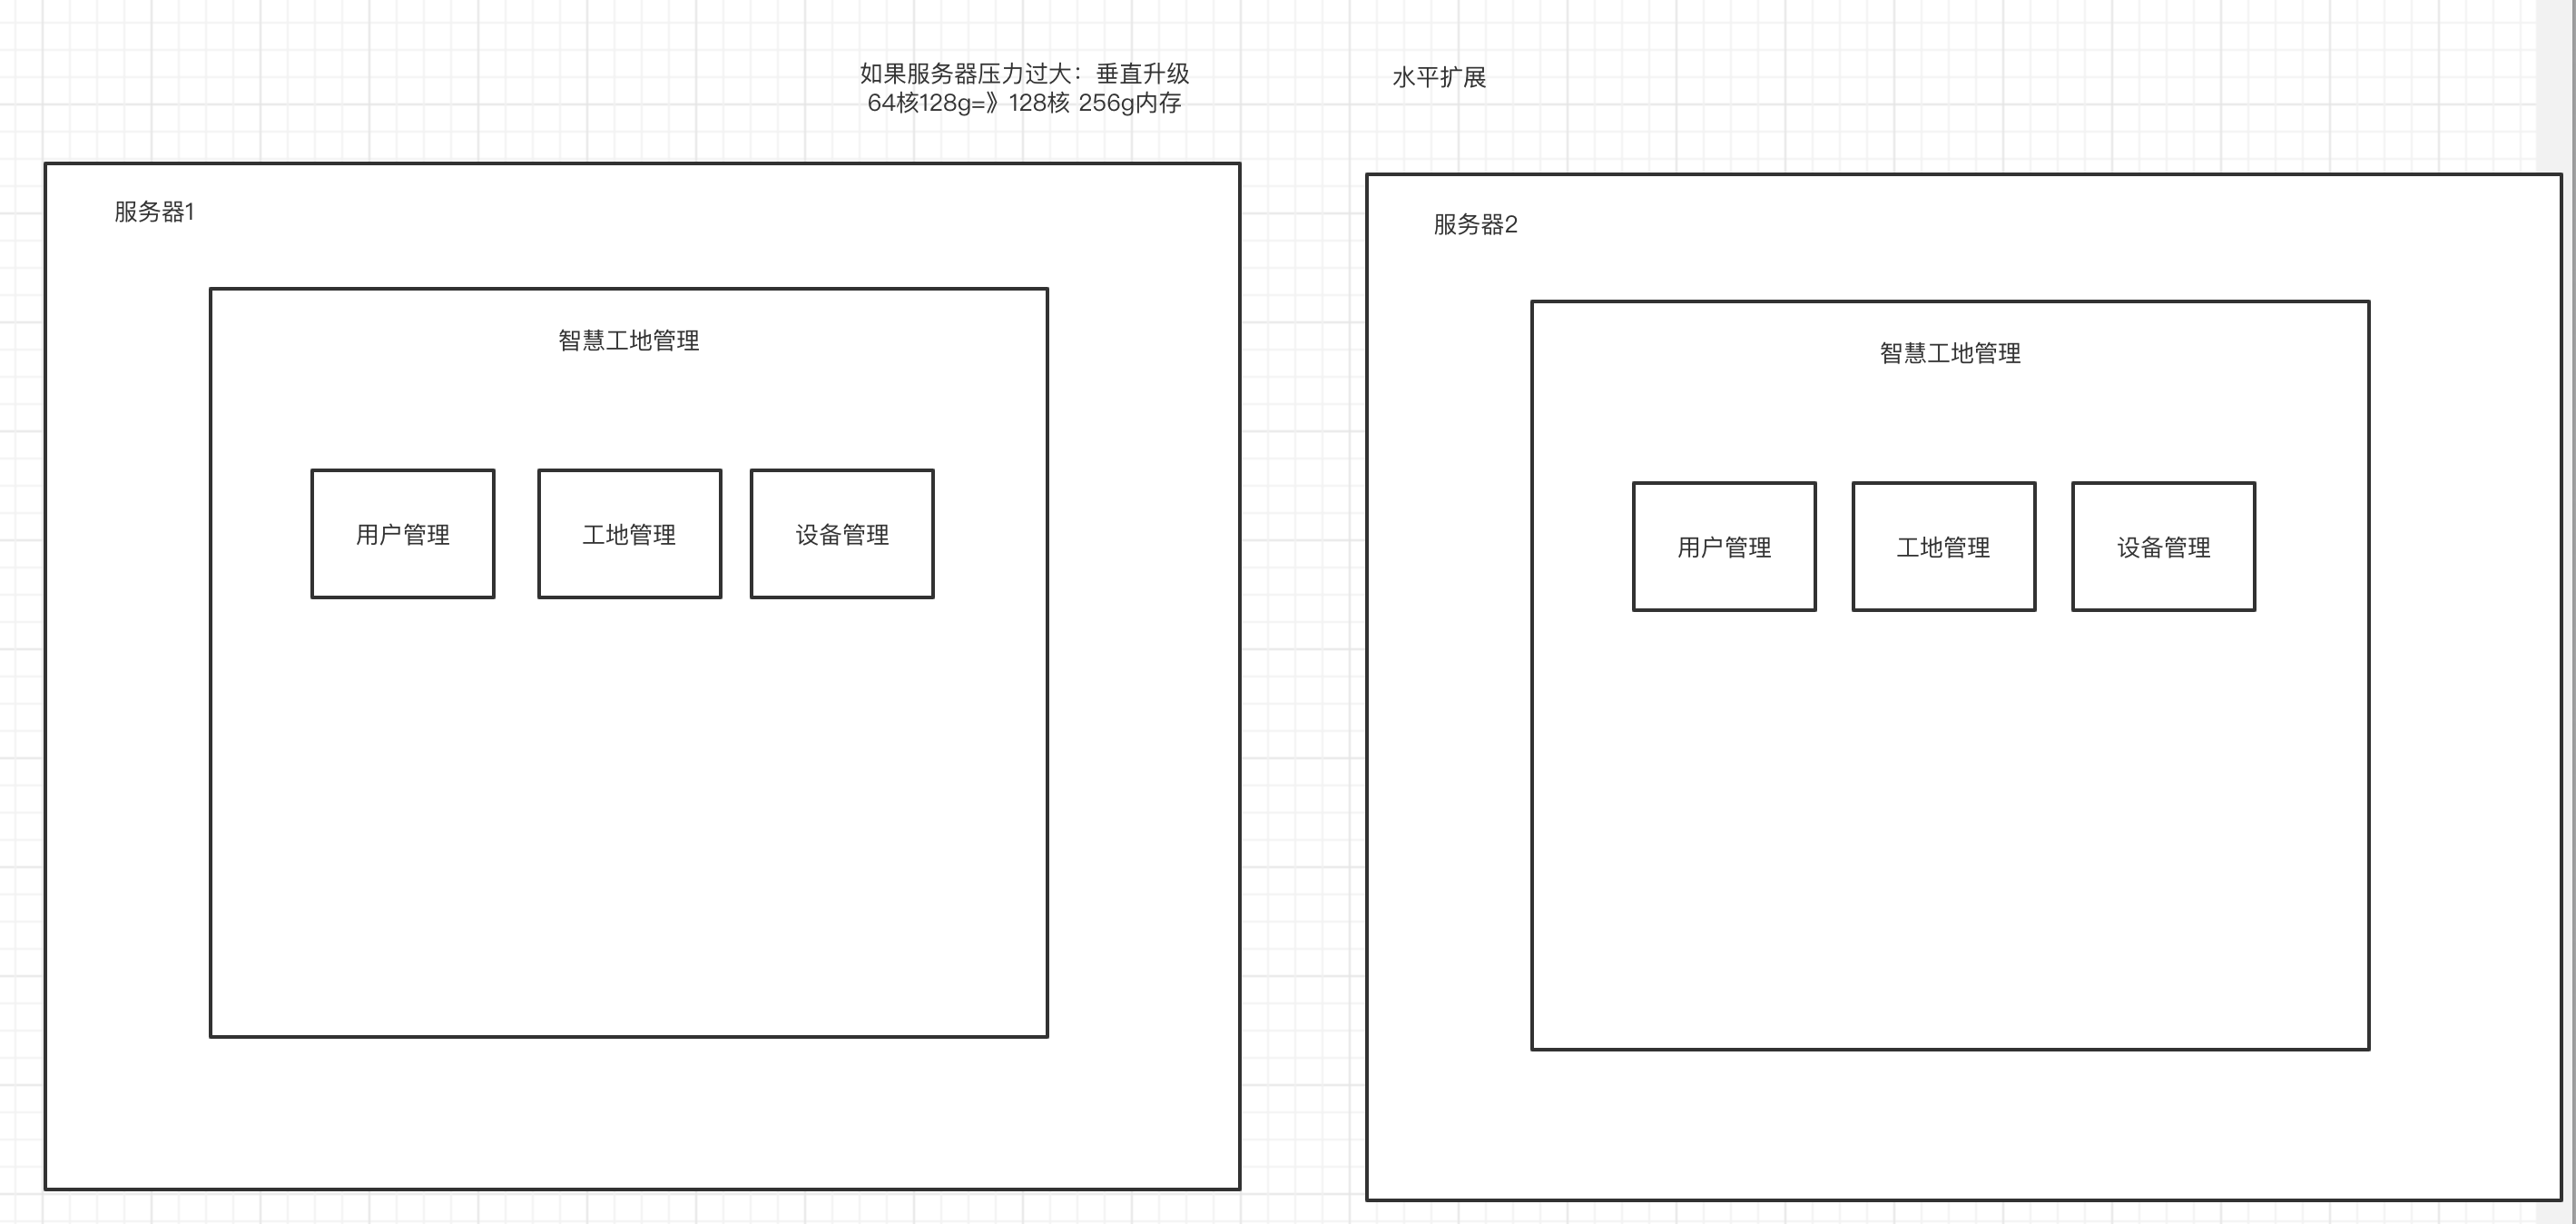 如果服务器压力过大：垂直升级
64核128g=》128核 256g内存
水平扩展
服务器1
智慧工地管理
用户管理
工地管理
设备管理
服务器2
智慧工地管理
用户管理
工地管理
设备管理